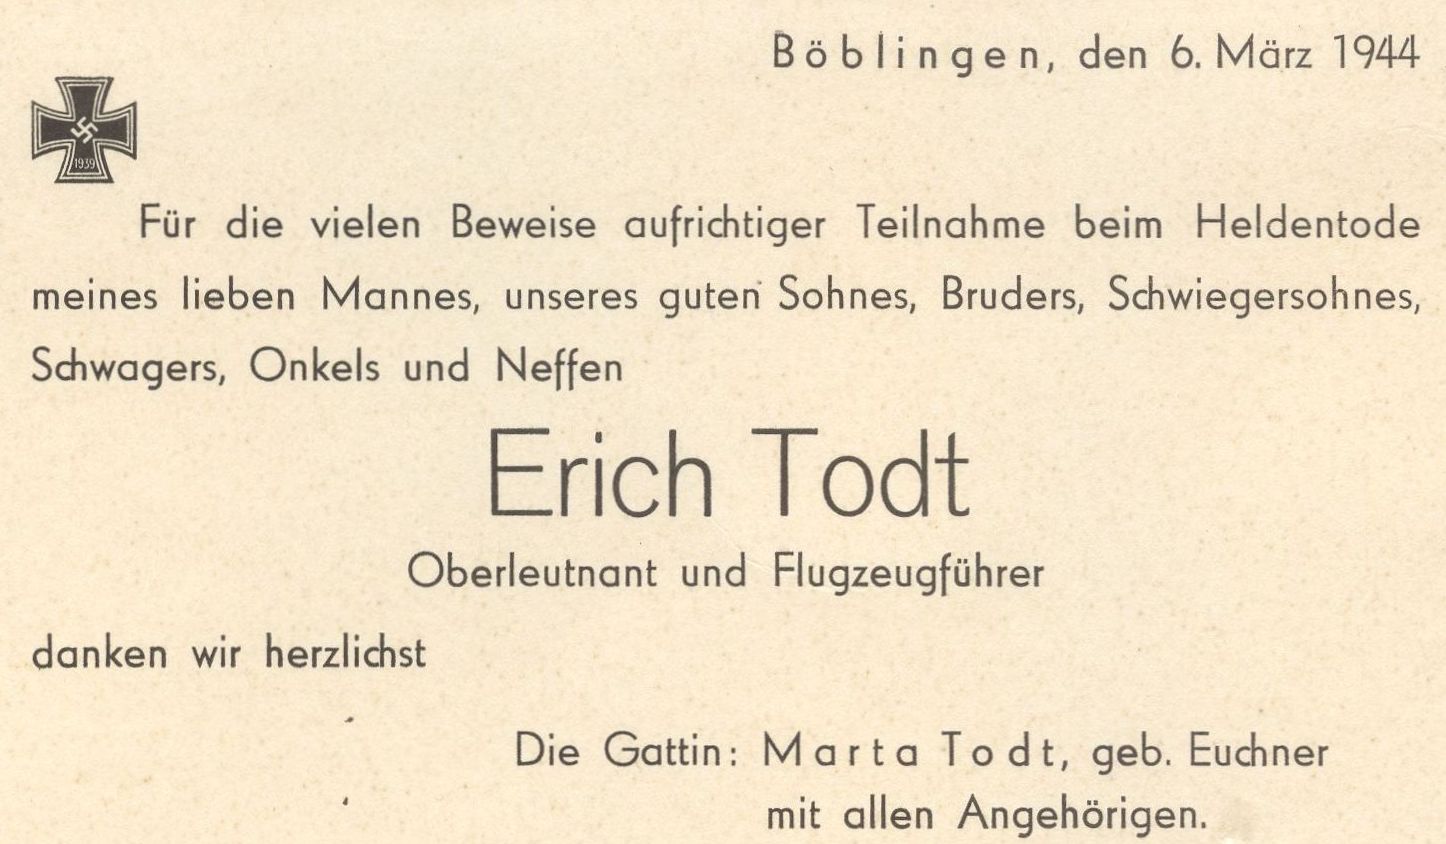 Böblingen, den 6. März 1944
1939
Für die vielen Beweise aufrichtiger Teilnahme beim Heldentode
meines lieben Mannes, unseres guten Sohnes, Bruders, Schwiegersohnes,
Schwagers, Onkels und Neffen
Erich Todt
Oberleutnant und Flugzeugführer
danken wir herzlichst
Die Gattin: Marta Todt, geb. Euchner
mit allen Angehörigen.